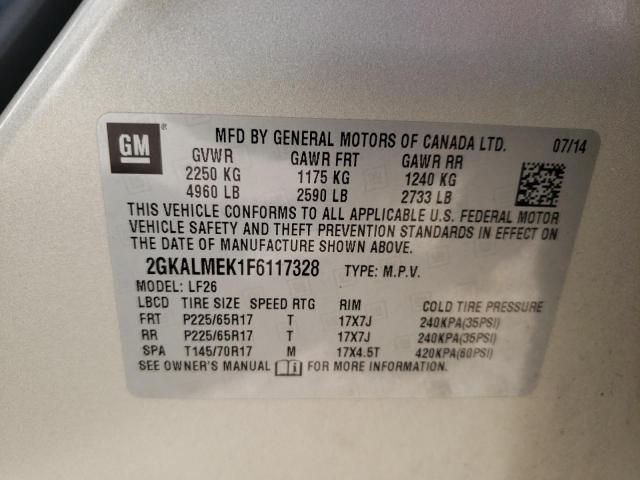 GM ®
MFD BY GENERAL MOTORS OF CANADA LTD. 07/14
GVWR GAWR FRT GAWR RR
2250 KG 1175 KG 1240 KG
4960 LB 2590 LB 2733 LB
THIS VEHICLE CONFORMS TO ALL APPLICABLE U.S. FEDERAL MOTOR
VEHICLE SAFETY AND THEFT PREVENTION STANDARDS IN EFFECT ON
THE DATE OF MANUFACTURE SHOWN ABOVE.
2GKALMEK1F6117328 TYPE: M.P.V.
MODEL: LF26
LBCD TIRE SIZE SPEED RTG RIM COLD TIRE PRESSURE
FRT P225/65R17 T 17X7J 240KPA(35PSI)
RR P225/65R17 T 17X7J 240KPA(35PSI)
SPA T145/70R17 M 17X4.5T 420KPA(60PSI)
SEE OWNER'S MANUAL FOR MORE INFORMATION